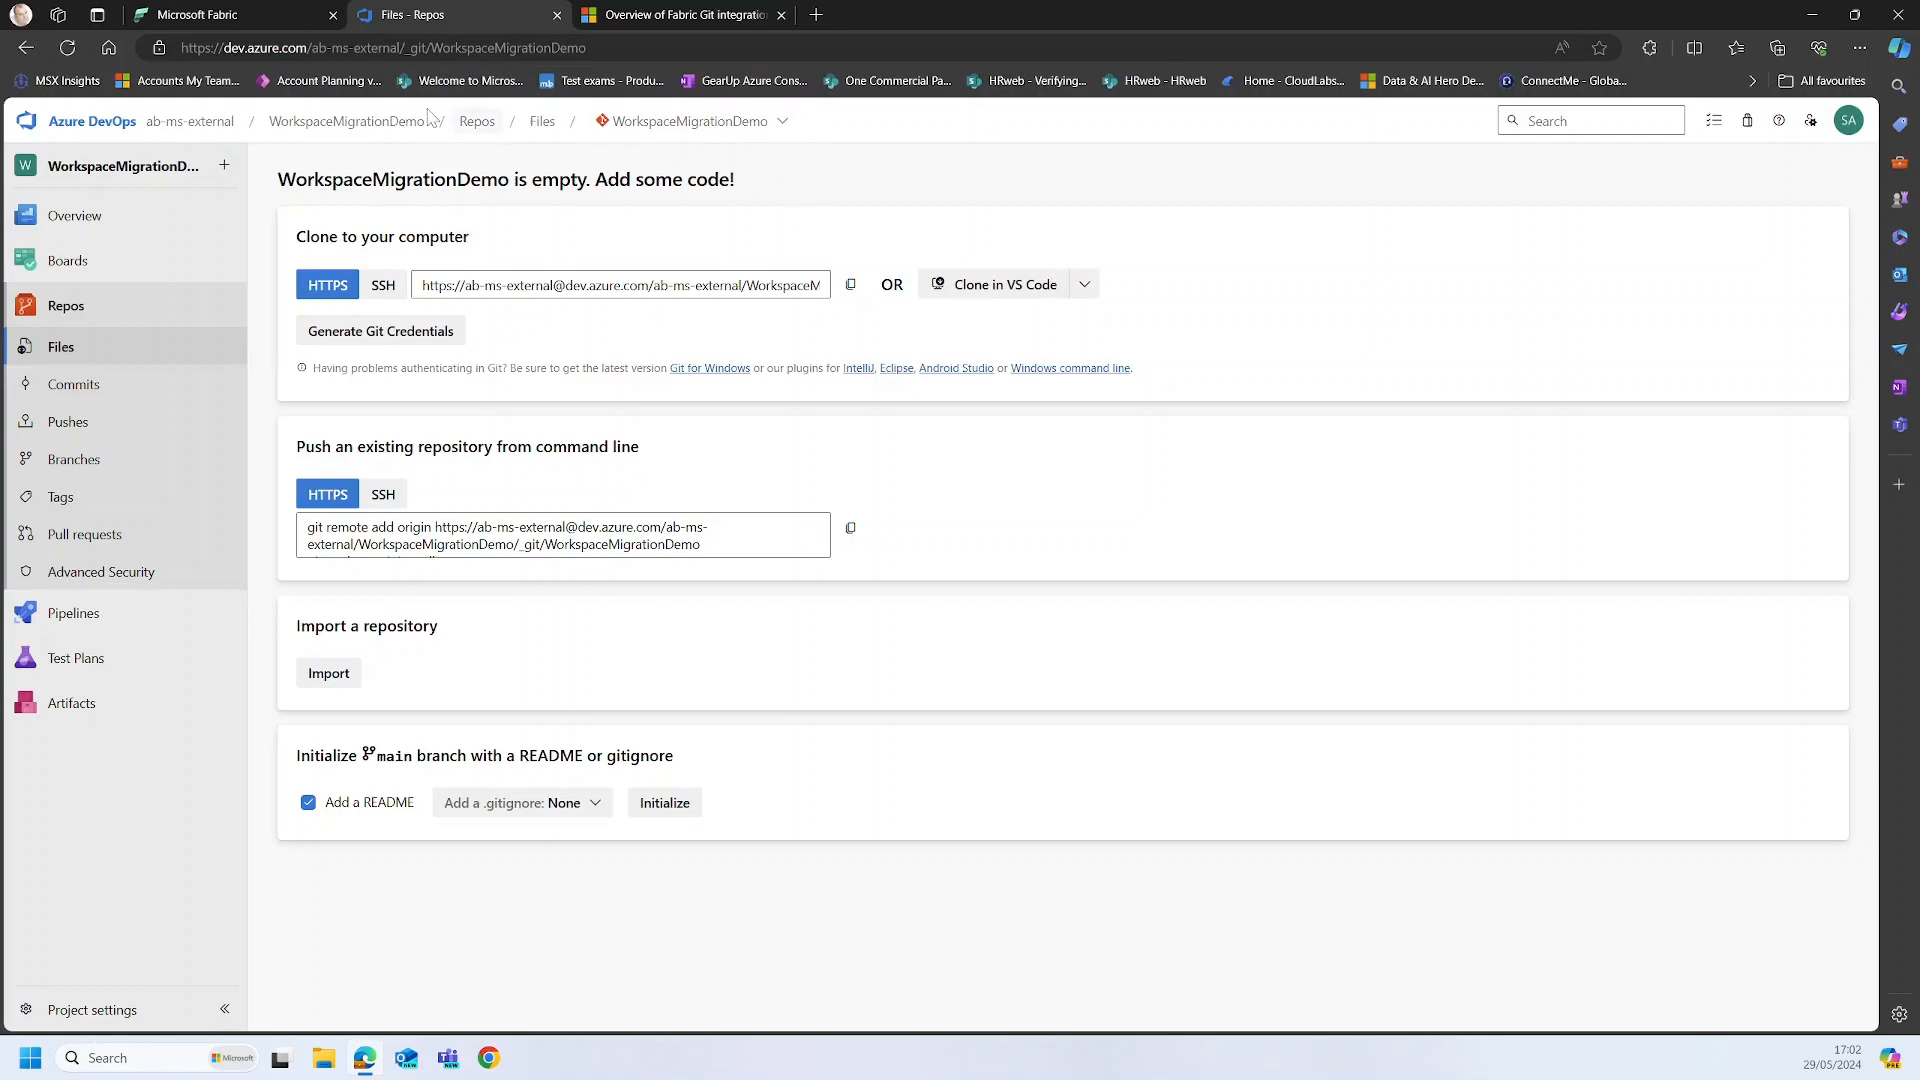 Microsoft Fabric
Files - Repos
Overview of Fabric Git integratio
https://dev.azure.com/ab-ms-external/_git/WorkspaceMigrationDemo
MSX Insights
Accounts My Team...
Account Planning v...
Welcome to Micros...
Test exams - Produ...
GearUp Azure Cons...
One Commercial Pa...
HRweb - Verifying...
HRweb - HRweb
Home - CloudLabs...
Data & AI Hero De...
ConnectMe - Globa...
All favourites
Azure DevOps ab-ms-external / WorkspaceMigrationDemo / Repos / Files / WorkspaceMigrationDemo
Search
SA
W WorkspaceMigrationD...
Overview
Boards
Repos
Files
Commits
Pushes
Branches
Tags
Pull requests
Advanced Security
Pipelines
Test Plans
Artifacts
Project settings
WorkspaceMigrationDemo is empty. Add some code!
Clone to your computer
HTTPS SSH https://ab-ms-external@dev.azure.com/ab-ms-external/WorkspaceM OR Clone in VS Code
Generate Git Credentials
Having problems authenticating in Git? Be sure to get the latest version Git for Windows or our plugins for IntelliJ, Eclipse, Android Studio or Windows command line.
Push an existing repository from command line
HTTPS SSH
git remote add origin https://ab-ms-external@dev.azure.com/ab-ms-
external/WorkspaceMigrationDemo/_git/WorkspaceMigrationDemo
Import a repository
Import
Initialize main branch with a README or gitignore
Add a README Add a .gitignore: None Initialize
Search
Microsoft
NEW
NEW
17:02
29/05/2024
PRE